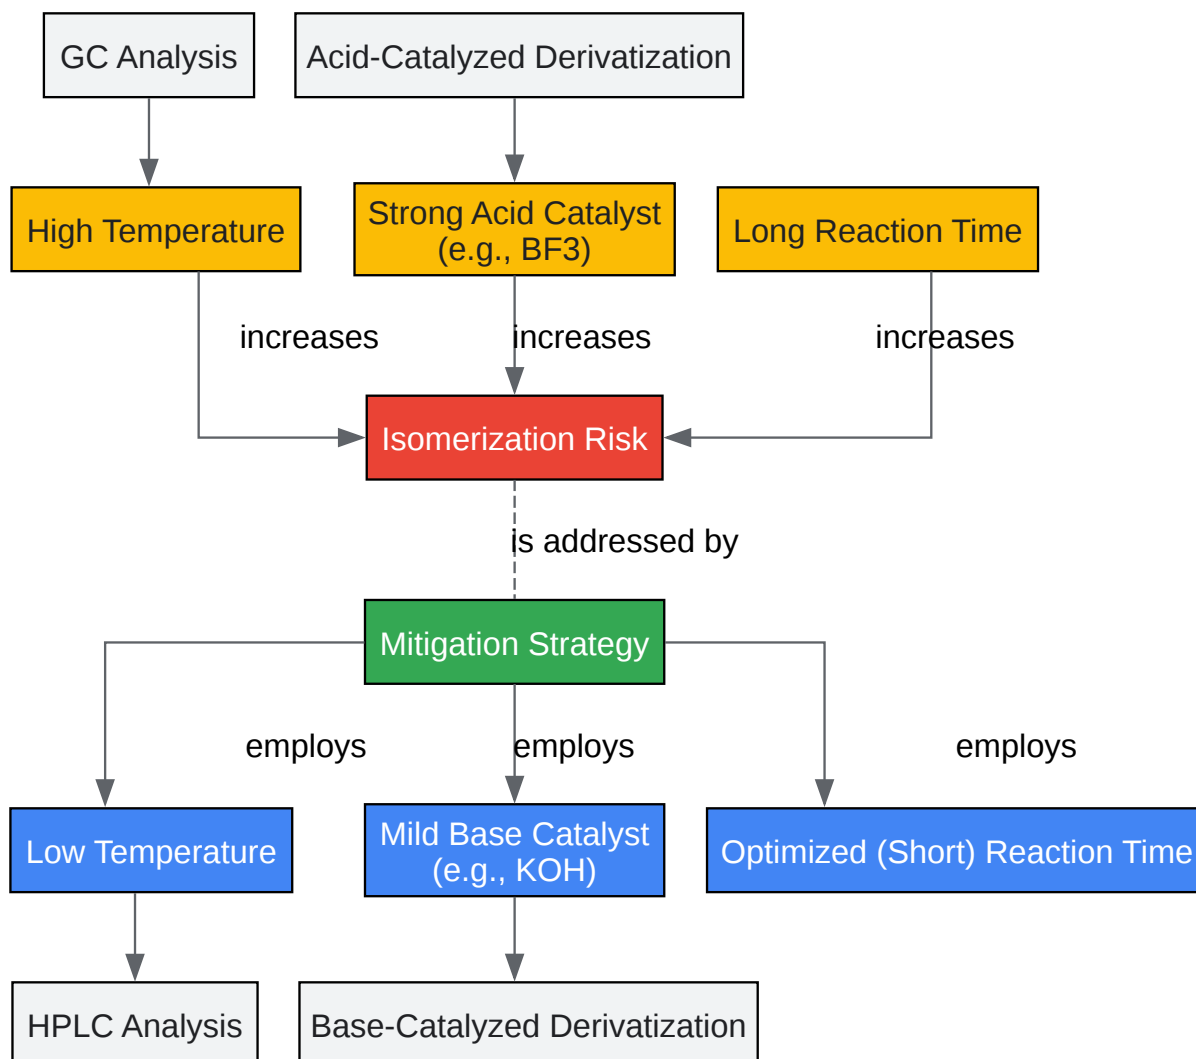 GC Analysis
Acid-Catalyzed Derivatization
High Temperature
Strong Acid Catalyst
(e.g., BF3)
Long Reaction Time
increases
increases
increases
Isomerization Risk
is addressed by
Mitigation Strategy
employs
employs
employs
Low Temperature
Mild Base Catalyst
(e.g., KOH)
Optimized (Short) Reaction Time
HPLC Analysis
Base-Catalyzed Derivatization